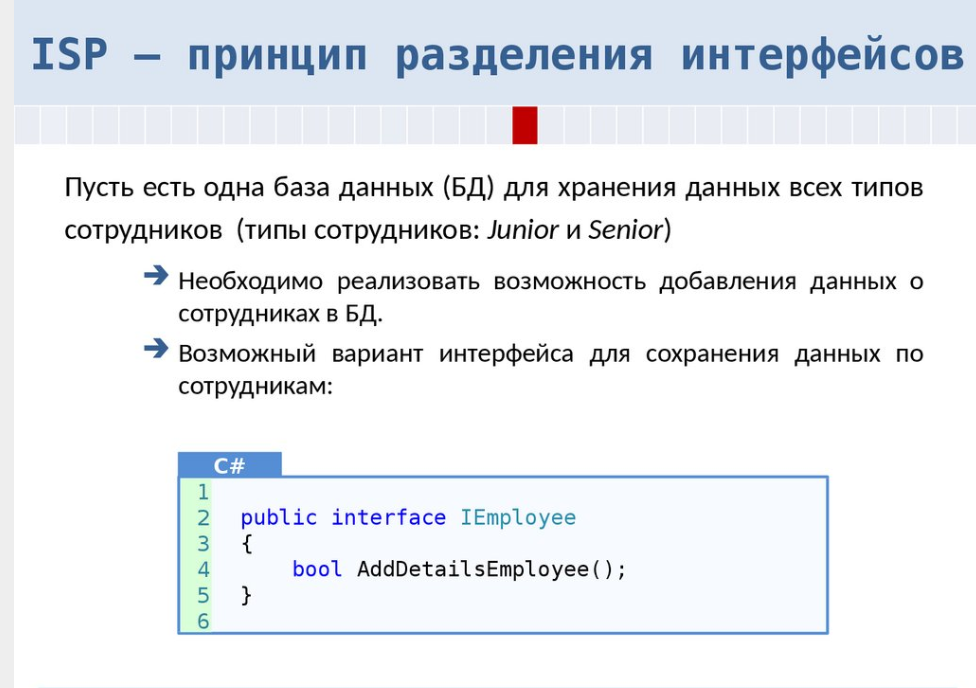 ISP – принцип разделения интерфейсов
Пусть есть одна база данных (БД) для хранения данных всех типов
сотрудников (типы сотрудников: Junior и Senior)
Необходимо реализовать возможность добавления данных о
сотрудниках в БД.
Возможный вариант интерфейса для сохранения данных по
сотрудникам:
C#
1
2 public interface IEmployee
3 {
4 bool AddDetailsEmployee();
5 }
6